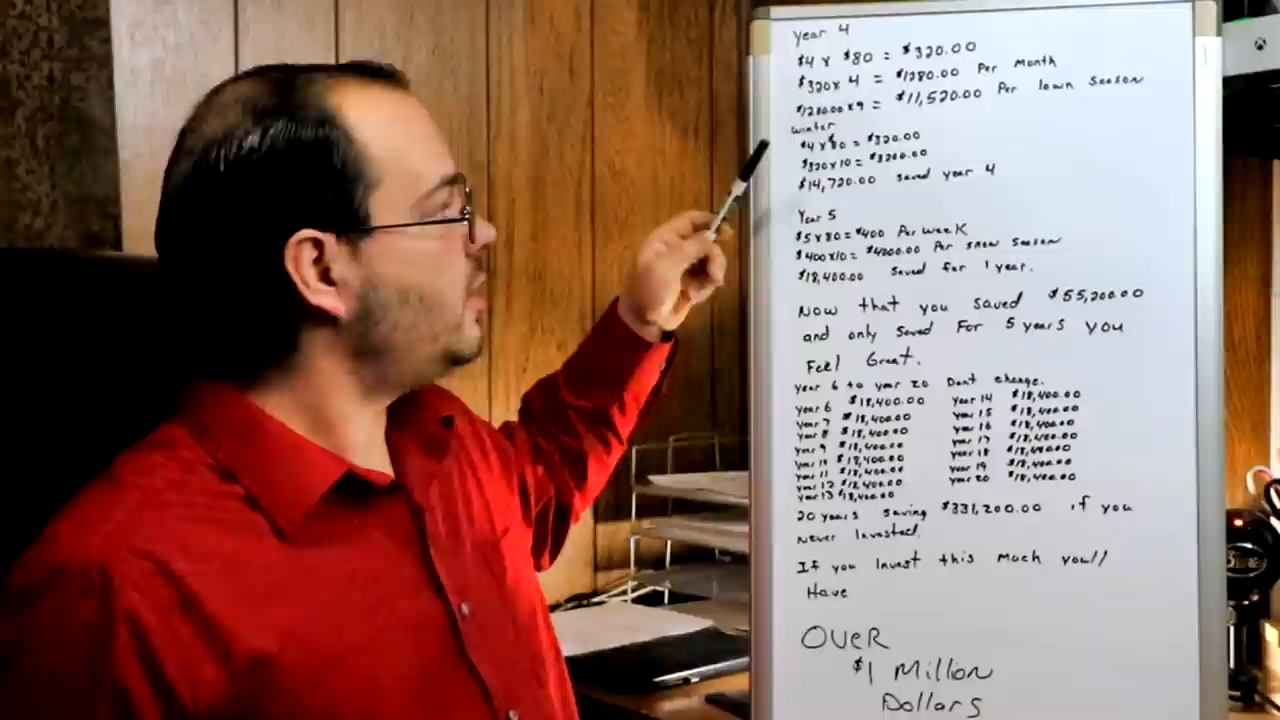 Year 4
$4 x $80 = $320.00
$320 x 4 = $1280.00 Per Month
$1280.00 x 9 = $11,520.00 Per lawn Season
Winter
$4 x $80 = $320.00
$320 x 10 = $3200.00
$14,720.00 Saved year 4
Year 5
$5 x 80 = $400 Per Week
$400 x 10 = $4000.00 Per snow Season
$18,400.00 Saved for 1 year.
Now that you saved $55,200.00
and only Saved For 5 years you
Feel Great.
Year 6 to year 20 Dont change.
Year 6 $18,400.00 Year 14 $18,400.00
Year 7 $18,400.00 Year 15 $18,400.00
Year 8 $18,400.00 Year 16 $18,400.00
Year 9 $18,400.00 Year 17 $18,400.00
Year 10 $18,400.00 Year 18 $18,400.00
Year 11 $18,400.00 Year 19 $18,400.00
Year 12 $18,400.00 Year 20 $18,400.00
Year 13 $18,400.00
20 years Saving $331,200.00 if you
Never Invested.
If you Invest this Much you'll
Have
OVER
$1 Million
Dollars